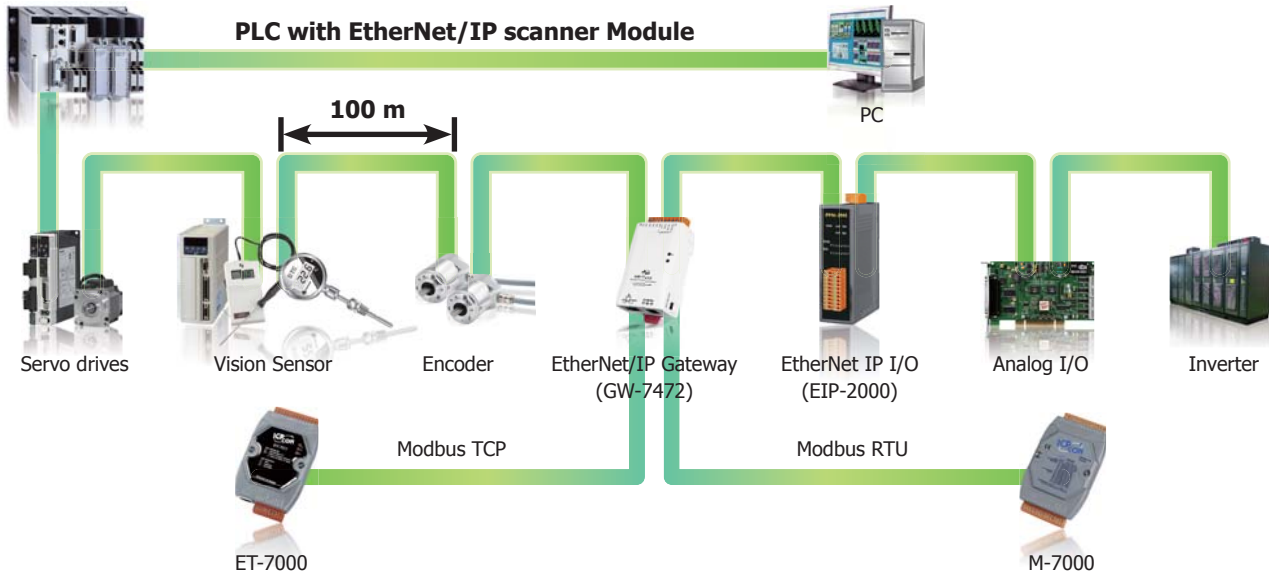 PLC with EtherNet/IP scanner Module
PC
100 m
Servo drives
Vision Sensor
Encoder
EtherNet/IP Gateway
(GW-7472)
EtherNet IP I/O
(EIP-2000)
Analog I/O
Inverter
Modbus TCP
Modbus RTU
ET-7000
M-7000